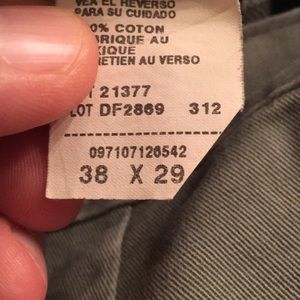 VEA EL REVERSO
PARA SU CUIDADO
0% COTON
BRIQUE AU
XIQUE
RETIEN AU VERSO
21377
LOT DF2869 312
097107126542
38 X 29